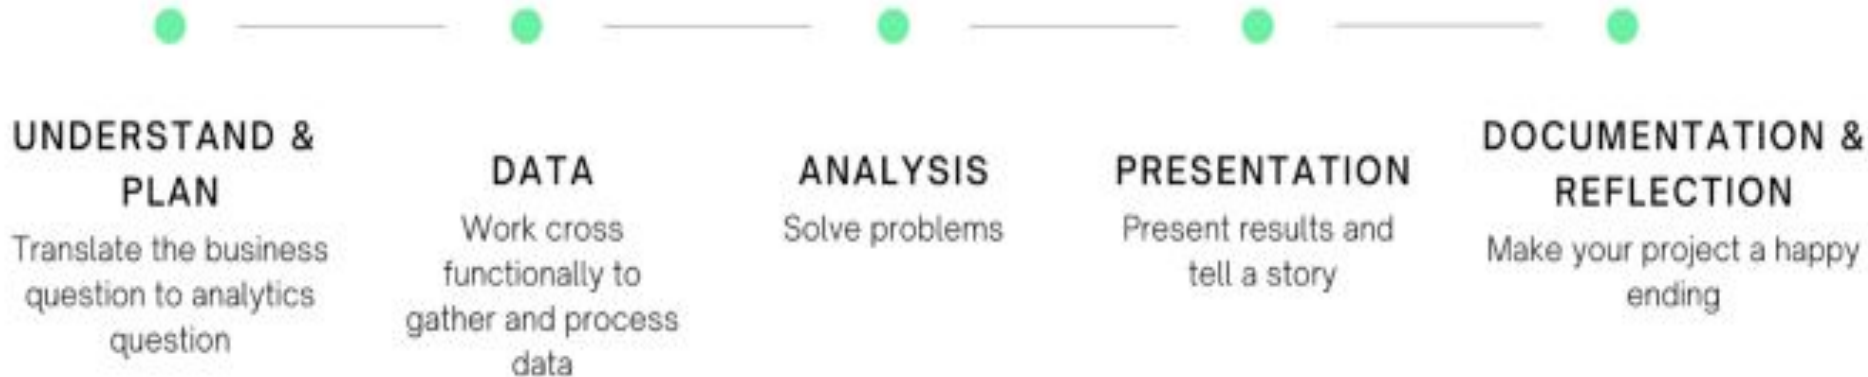 UNDERSTAND &
PLAN
Translate the business
question to analytics
question
DATA
Work cross
functionally to
gather and process
data
ANALYSIS
Solve problems
PRESENTATION
Present results and
tell a story
DOCUMENTATION &
REFLECTION
Make your project a happy
ending